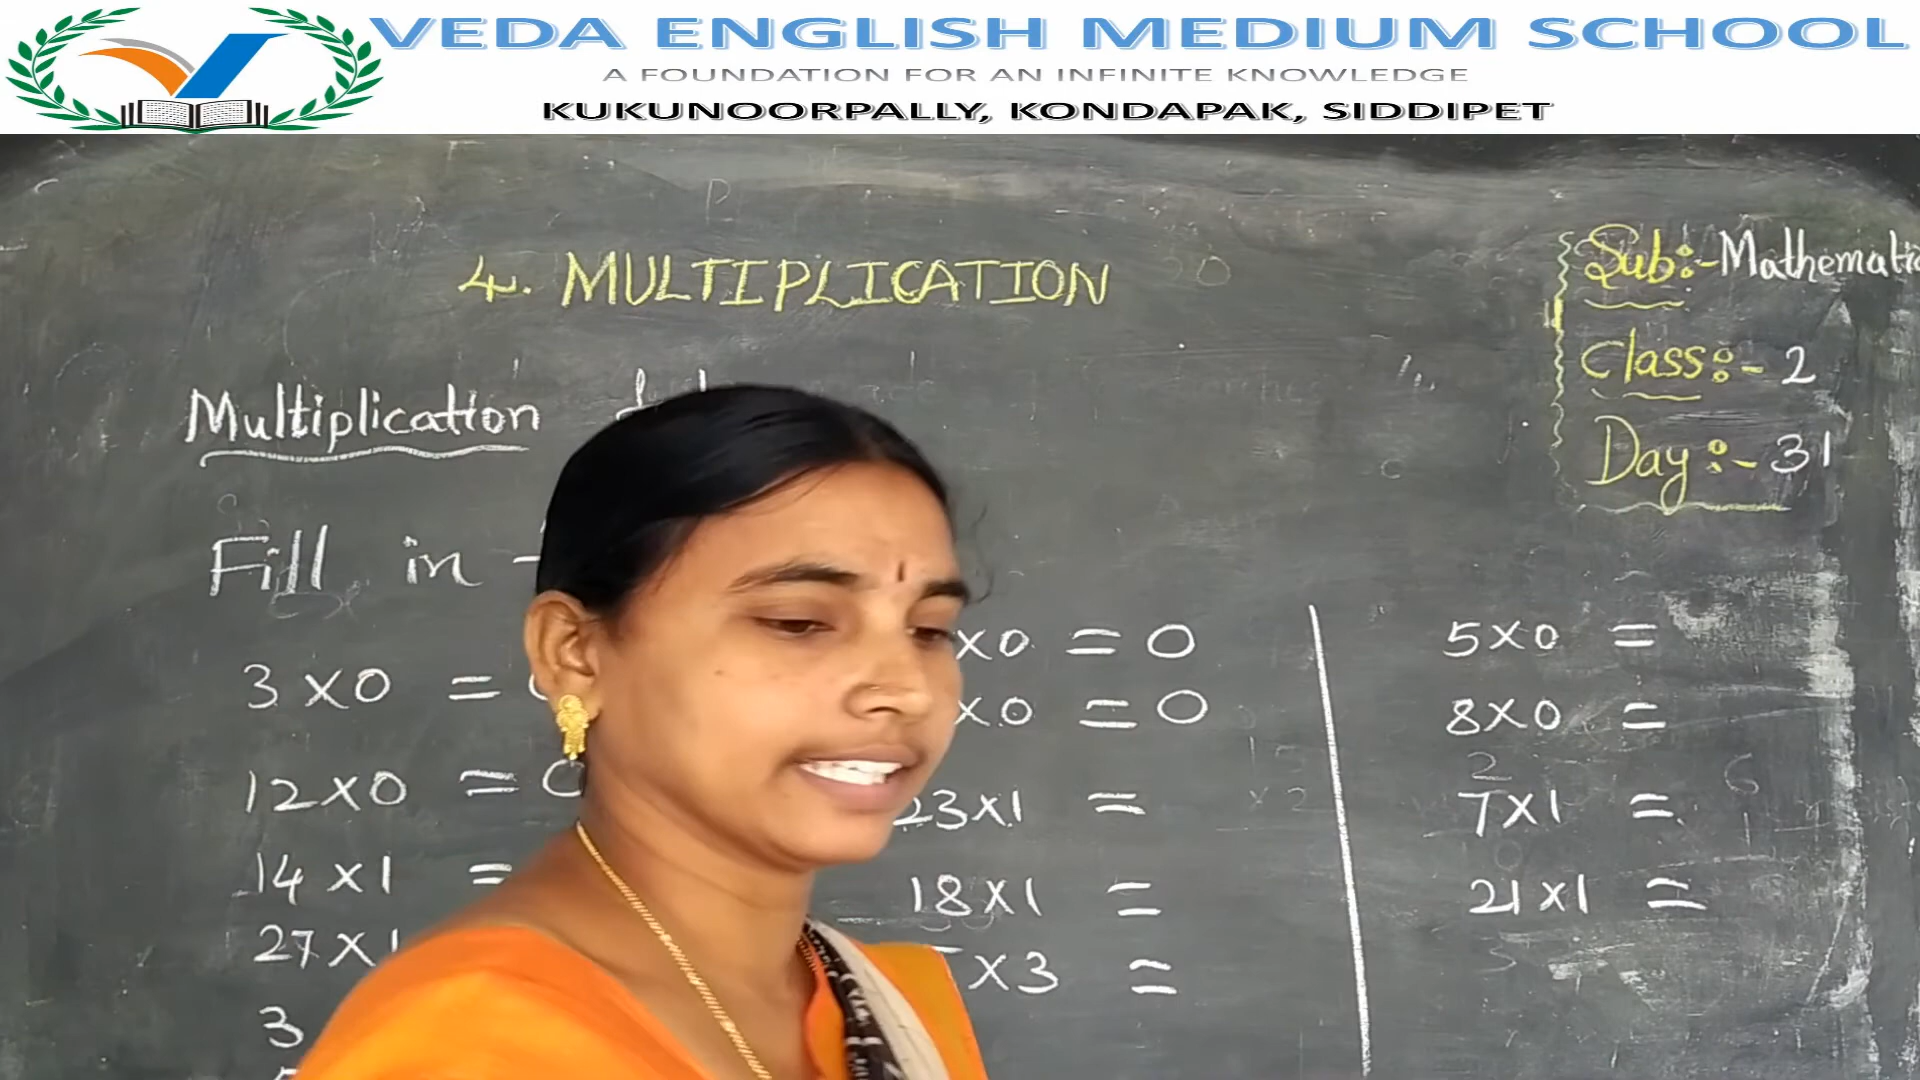 VEDA ENGLISH MEDIUM SCHOOL
A FOUNDATION FOR AN INFINITE KNOWLEDGE
KUKUNOORPALLY, KONDAPAK, SIDDIPET
4. MULTIPLICATION
Sub:- Mathematic
Class:- 2
Day:- 31
Multiplication
Fill in
3 X 0 =
12 X 0 = 0
14 X 1 =
27 X 1
3
X 0 = 0
X 0 = 0
23 X 1 =
18 X 1 =
X 3 =
5 X 0 =
8 X 0 =
7 X 1 =
21 X 1 =